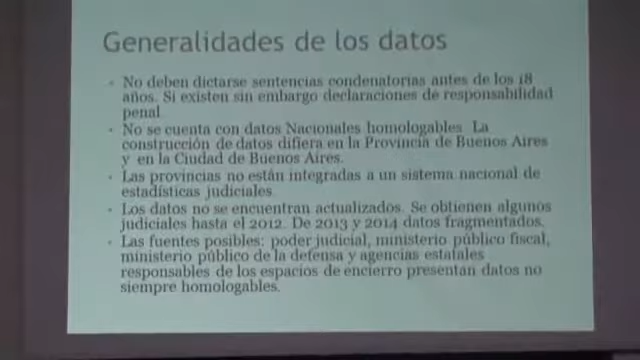 Generalidades de los datos
• No deben dictarse sentencias condenatorias antes de los 18
años. Si existen sin embargo declaraciones de responsabilidad
penal
• No se cuenta con datos Nacionales homologables La
construcción de datos difiera en la Provincia de Buenos Aires
y en la Ciudad de Buenos Aires.
• Las provincias no están integradas a un sistema nacional de
estadísticas judiciales.
• Los datos no se encuentran actualizados. Se obtienen algunos
judiciales hasta el 2012. De 2013 y 2014 datos fragmentados.
• Las fuentes posibles: poder judicial, ministerio público fiscal,
ministerio público de la defensa y agencias estatales
responsables de los espacios de encierro presentan datos no
siempre homologables.